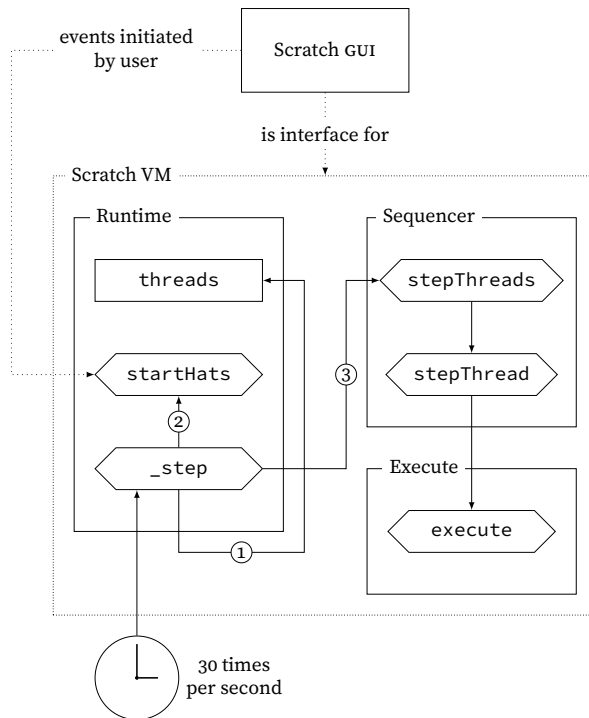 events initiated
by user
Scratch GUI
is interface for
Scratch VM
Runtime
Sequencer
threads
stepThreads
startHats
3
stepThread
2
_step
Execute
execute
1
30 times
per second